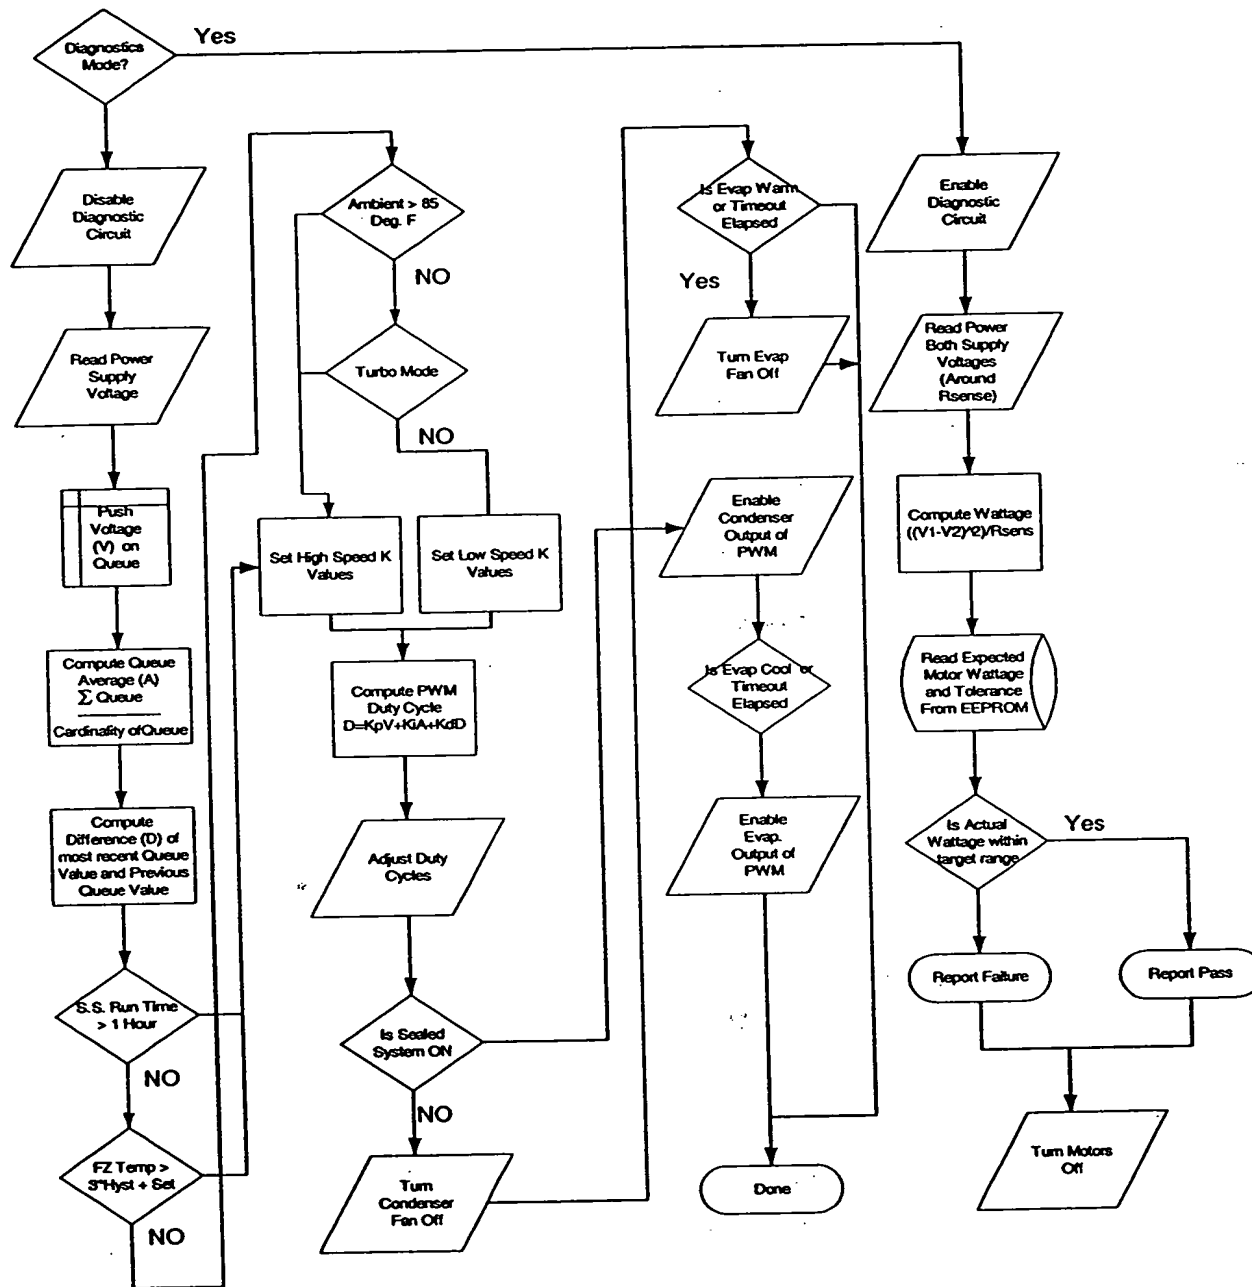 Diagnostics
Mode?
Yes
Disable
Diagnostic
Circuit
Read Power
Supply
Voltage
Push
Voltage
(V) on
Queue
Compute Queue
Average (A)
Σ Queue
Cardinality of Queue
Compute
Difference (D) of
most recent Queue
Value and Previous
Queue Value
S.S. Run Time
> 1 Hour
NO
FZ Temp >
3*Hyst + Set
NO
Ambient > 85
Deg. F
NO
Turbo Mode
NO
Set High Speed K
Values
Set Low Speed K
Values
Compute PWM
Duty Cycle
D=KpV+KiA+KdD
Adjust Duty
Cycles
Is Sealed
System ON
NO
Turn
Condenser
Fan Off
Is Evap Warm
or Timeout
Elapsed
Yes
Turn Evap
Fan Off
Enable
Condenser
Output of
PWM
Is Evap Cool or
Timeout
Elapsed
Enable
Evap.
Output of
PWM
Done
Enable
Diagnostic
Circuit
Read Power
Both Supply
Voltages
(Around
Rsense)
Compute Wattage
((V1-V2)^2)/Rsens
Read Expected
Motor Wattage
and Tolerance
From EEPROM
Is Actual
Wattage within
target range
Yes
Report Failure
Report Pass
Turn Motors
Off